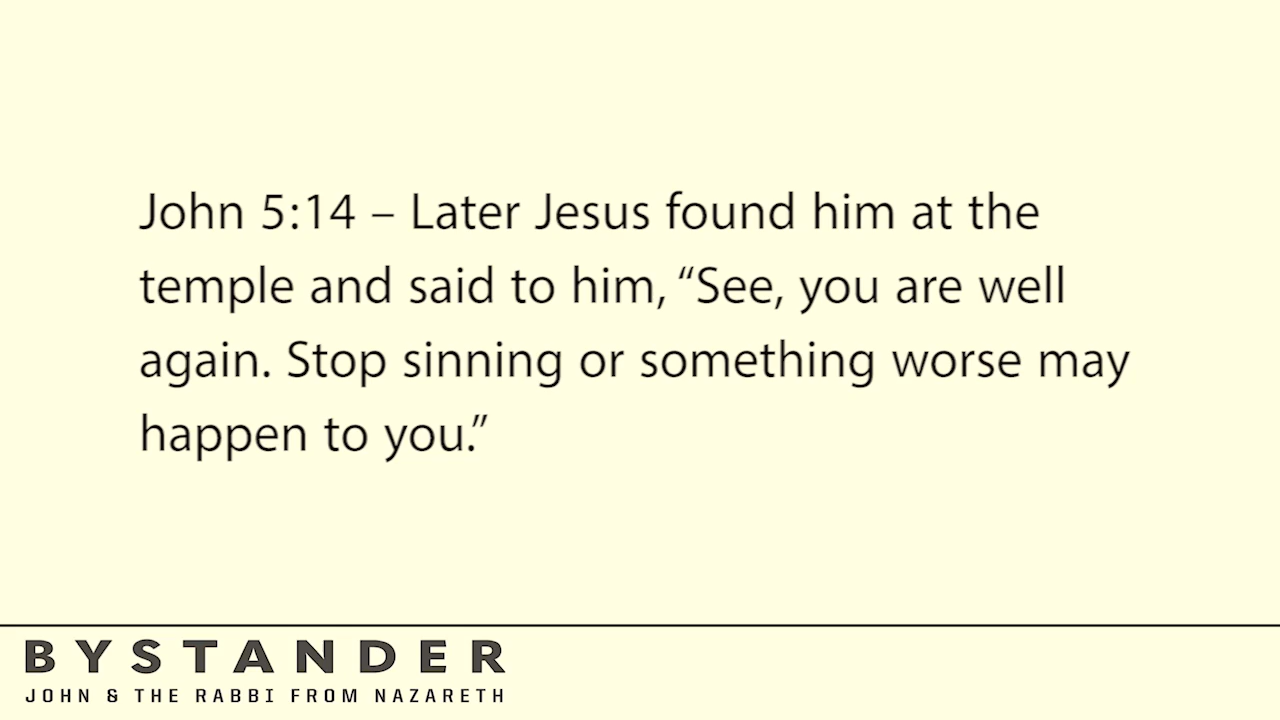 John 5:14 – Later Jesus found him at the
temple and said to him, “See, you are well
again. Stop sinning or something worse may
happen to you.”
BYSTANDER
JOHN & THE RABBI FROM NAZARETH